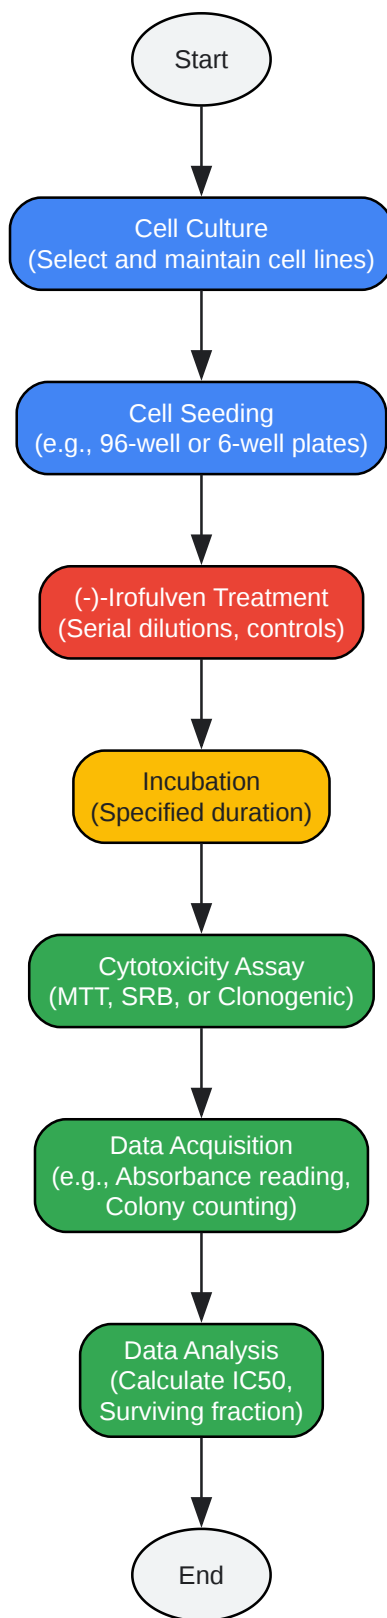 Start
Cell Culture
(Select and maintain cell lines)
Cell Seeding
(e.g., 96-well or 6-well plates)
(-)-Irofulven Treatment
(Serial dilutions, controls)
Incubation
(Specified duration)
Cytotoxicity Assay
(MTT, SRB, or Clonogenic)
Data Acquisition
(e.g., Absorbance reading,
Colony counting)
Data Analysis
(Calculate IC50,
Surviving fraction)
End